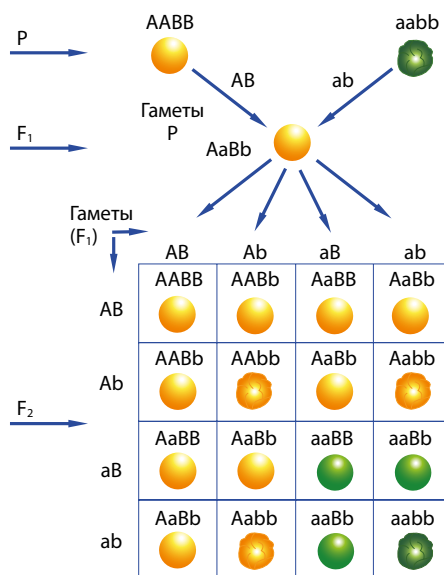 P
AABB
aabb
AB
ab
Гаметы
P
F₁
AaBb
Гаметы
(F₁)
AB Ab aB ab
AB
AABB AABb AaBB AaBb
Ab
AABb AAbb AaBb Aabb
F₂
aB
AaBB AaBb aaBB aaBb
ab
AaBb Aabb aaBb aabb